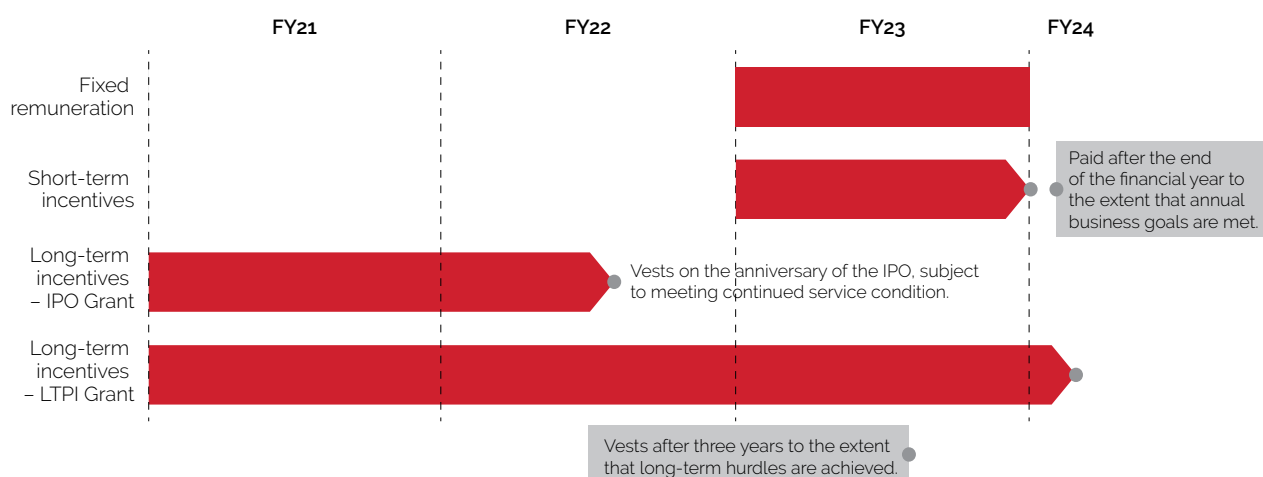 FY21 FY22 FY23 FY24
Fixed
remuneration
Short-term
incentives
Paid after the end
of the financial year to
the extent that annual
business goals are met.
Long-term
incentives
– IPO Grant
Vests on the anniversary of the IPO, subject
to meeting continued service condition.
Long-term
incentives
– LTPI Grant
Vests after three years to the extent
that long-term hurdles are achieved.